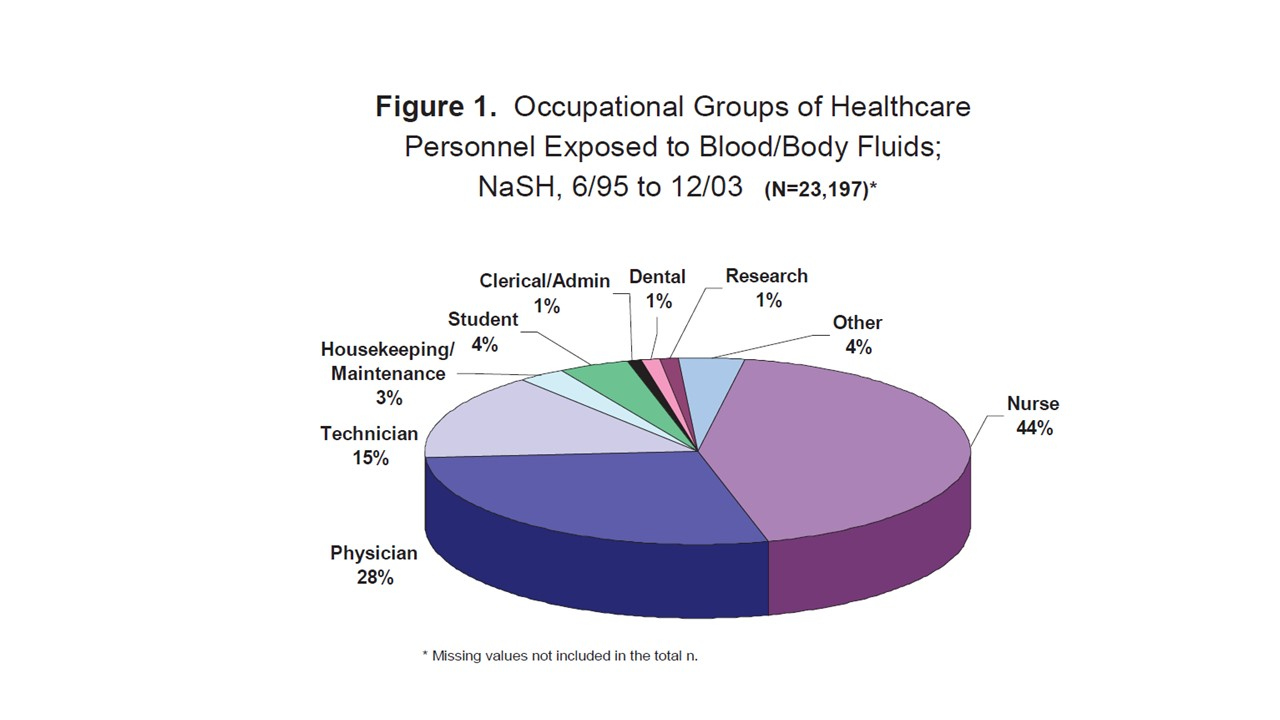 Figure 1. Occupational Groups of Healthcare
Personnel Exposed to Blood/Body Fluids;
NaSH, 6/95 to 12/03 (N=23,197)*
Clerical/Admin
1%
Dental
1%
Research
1%
Student
4%
Other
4%
Housekeeping/
Maintenance
3%
Nurse
44%
Technician
15%
Physician
28%
* Missing values not included in the total n.